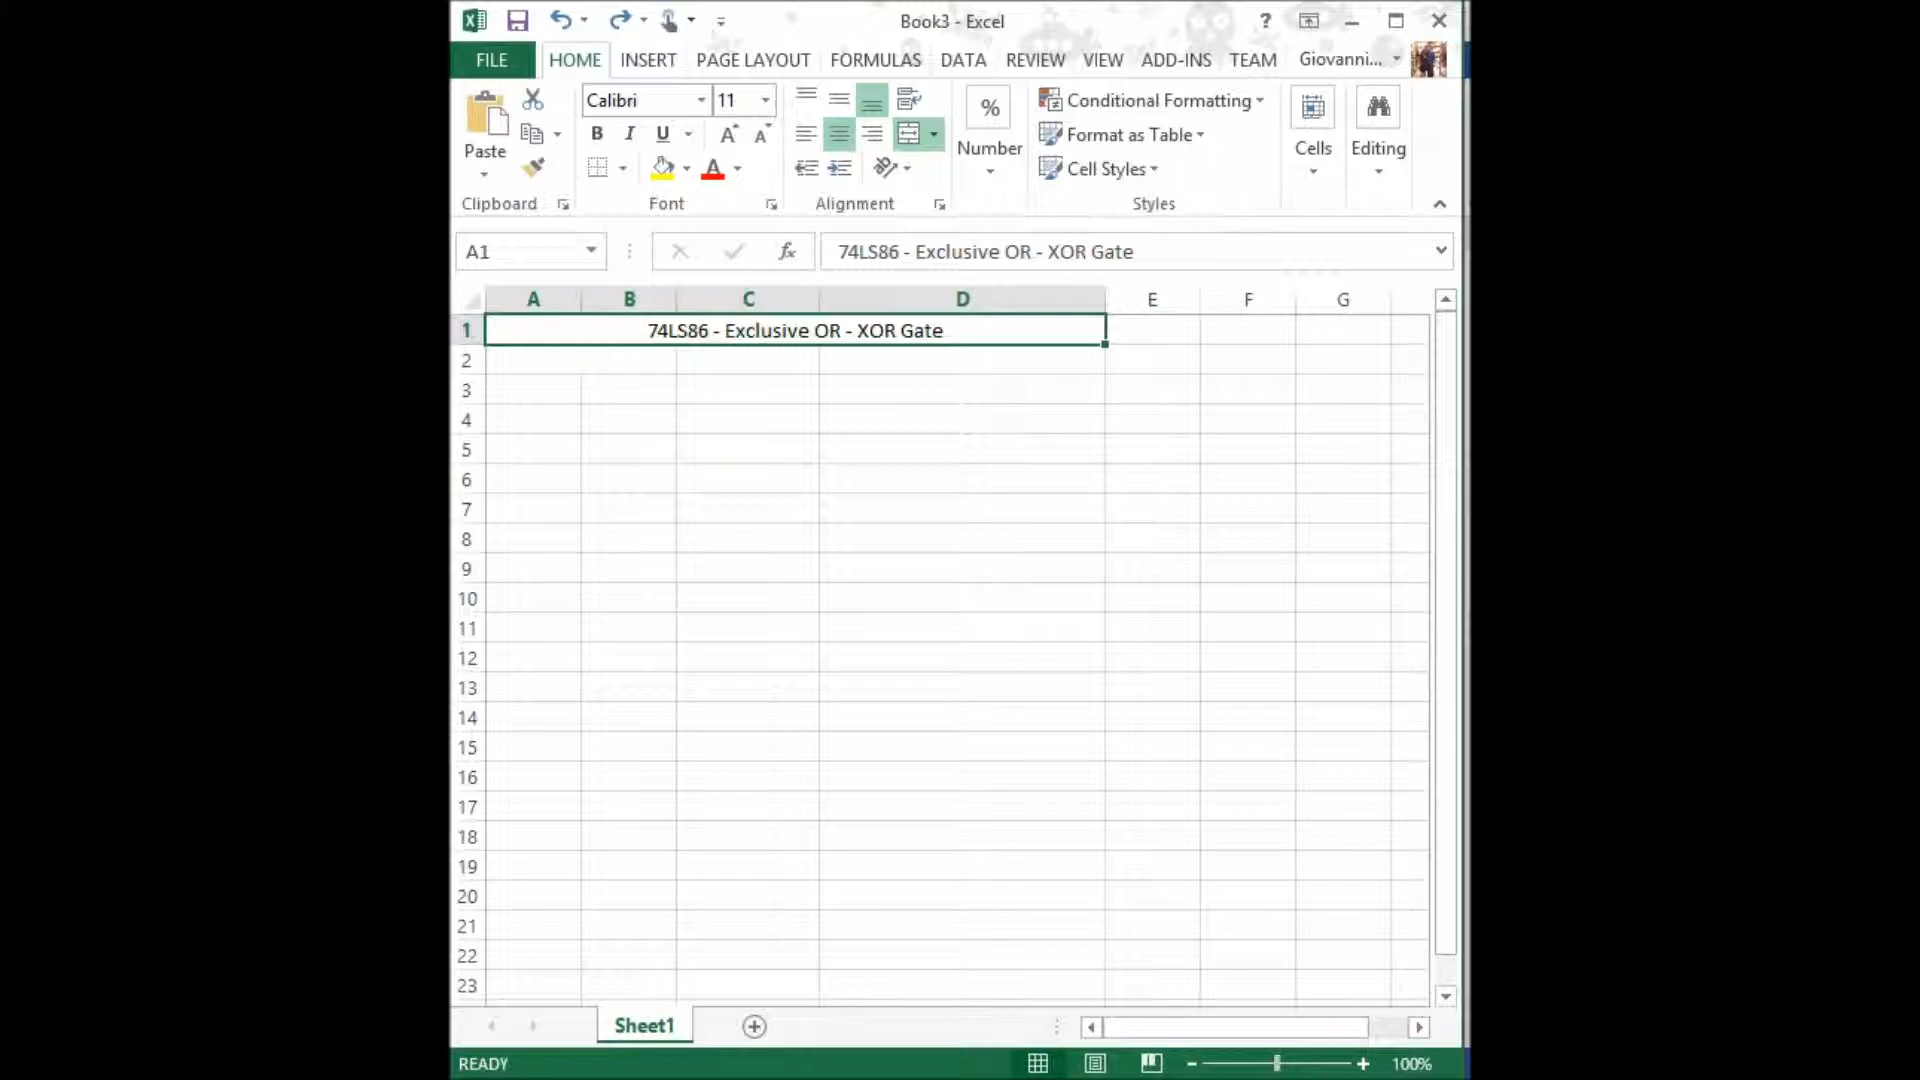 Book3 - Excel
?
FILE HOME INSERT PAGE LAYOUT FORMULAS DATA REVIEW VIEW ADD-INS TEAM Giovanni...
Paste
Clipboard
Calibri 11
B I U A A
A
Font
Alignment
%
Number
Conditional Formatting
Format as Table
Cell Styles
Styles
Cells
Editing
A1
fx
74LS86 - Exclusive OR - XOR Gate
A B C D E F G
1 74LS86 - Exclusive OR - XOR Gate
2
3
4
5
6
7
8
9
10
11
12
13
14
15
16
17
18
19
20
21
22
23
Sheet1
READY
100%